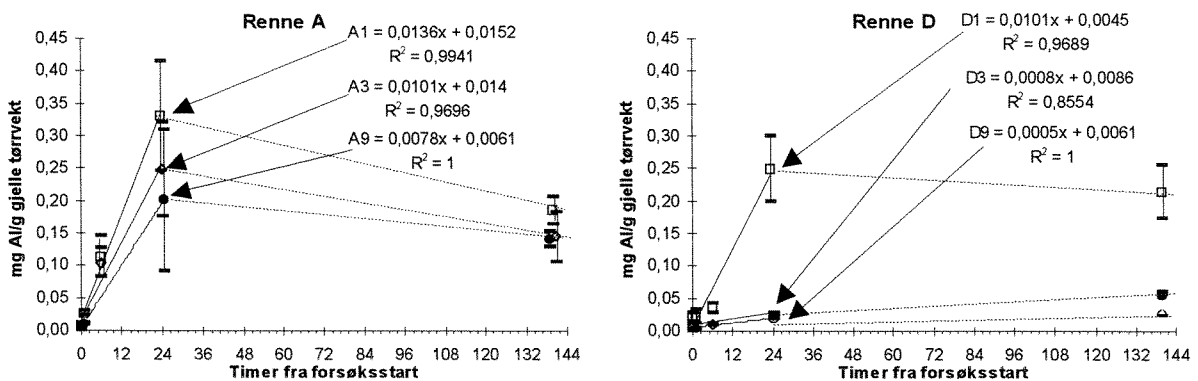 Renne A
A1 = 0,0136x + 0,0152
R² = 0,9941
A3 = 0,0101x + 0,014
R² = 0,9696
A9 = 0,0078x + 0,0061
R² = 1
mg Al/g gjelle tørrvekt
0,45
0,40
0,35
0,30
0,25
0,20
0,15
0,10
0,05
0,00
0 12 24 36 48 60 72 84 96 108 120 132 144
Timer fra forsøksstart
Renne D
D1 = 0,0101x + 0,0045
R² = 0,9689
D3 = 0,0008x + 0,0086
R² = 0,8554
D9 = 0,0005x + 0,0061
R² = 1
mg Al/g gjelle tørrvekt
0,45
0,40
0,35
0,30
0,25
0,20
0,15
0,10
0,05
0,00
0 12 24 36 48 60 72 84 96 108 120 132 144
Timer fra forsøksstart